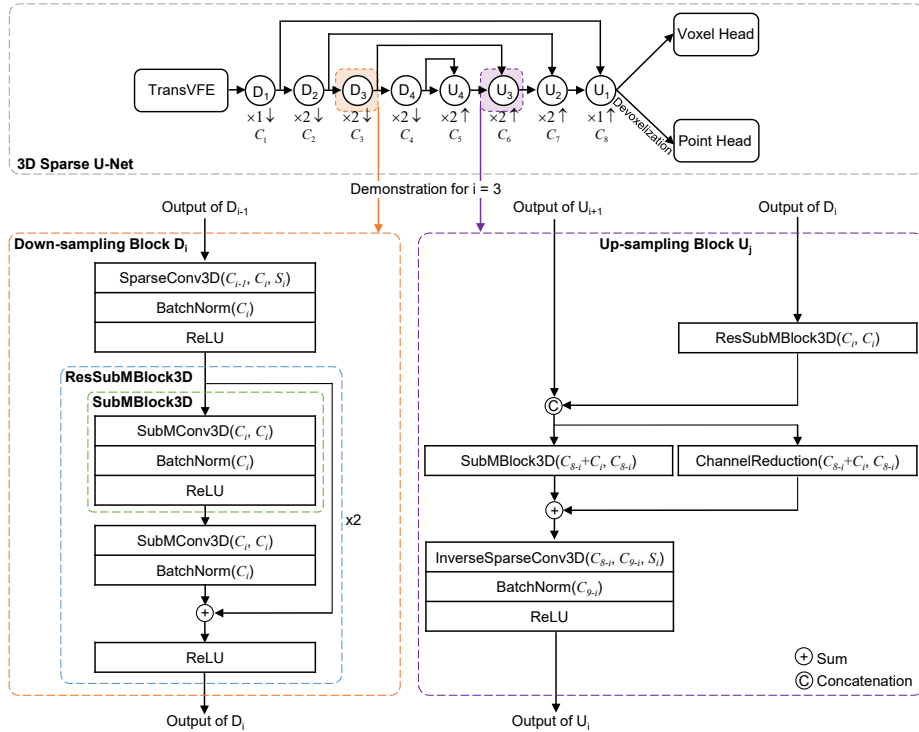 Voxel Head
TransVFE
D1
D2
D3
D4
U4
U3
U2
U1
×1↓
×2↓
×2↓
×2↓
×2↑
×2↑
×2↑
×1↑
C1
C2
C3
C4
C5
C6
C7
C8
Devoxelization
Point Head
3D Sparse U-Net
Demonstration for i = 3
Output of Di-1
Output of Ui+1
Output of Di
Down-sampling Block Di
SparseConv3D(Ci-1, Ci, Si)
BatchNorm(Ci)
ReLU
ResSubMBlock3D
SubMBlock3D
SubMConv3D(Ci, Ci)
BatchNorm(Ci)
ReLU
x2
SubMConv3D(Ci, Ci)
BatchNorm(Ci)
+
ReLU
Output of Di
Up-sampling Block Uj
ResSubMBlock3D(Ci, Ci)
C
SubMBlock3D(C8-i+Ci, C8-i)
ChannelReduction(C8-i+Ci, C8-i)
+
InverseSparseConv3D(C8-i, C9-i, Si)
BatchNorm(C9-i)
ReLU
+ Sum
C Concatenation
Output of Ui